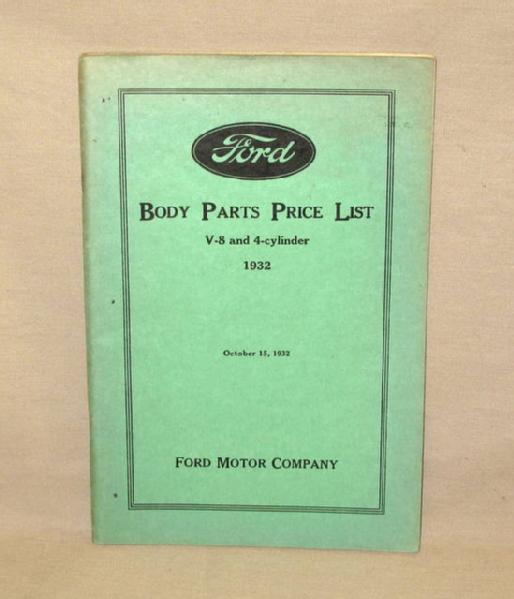 Ford
BODY PARTS PRICE LIST
V-8 and 4-cylinder
1932
October 15, 1932
FORD MOTOR COMPANY